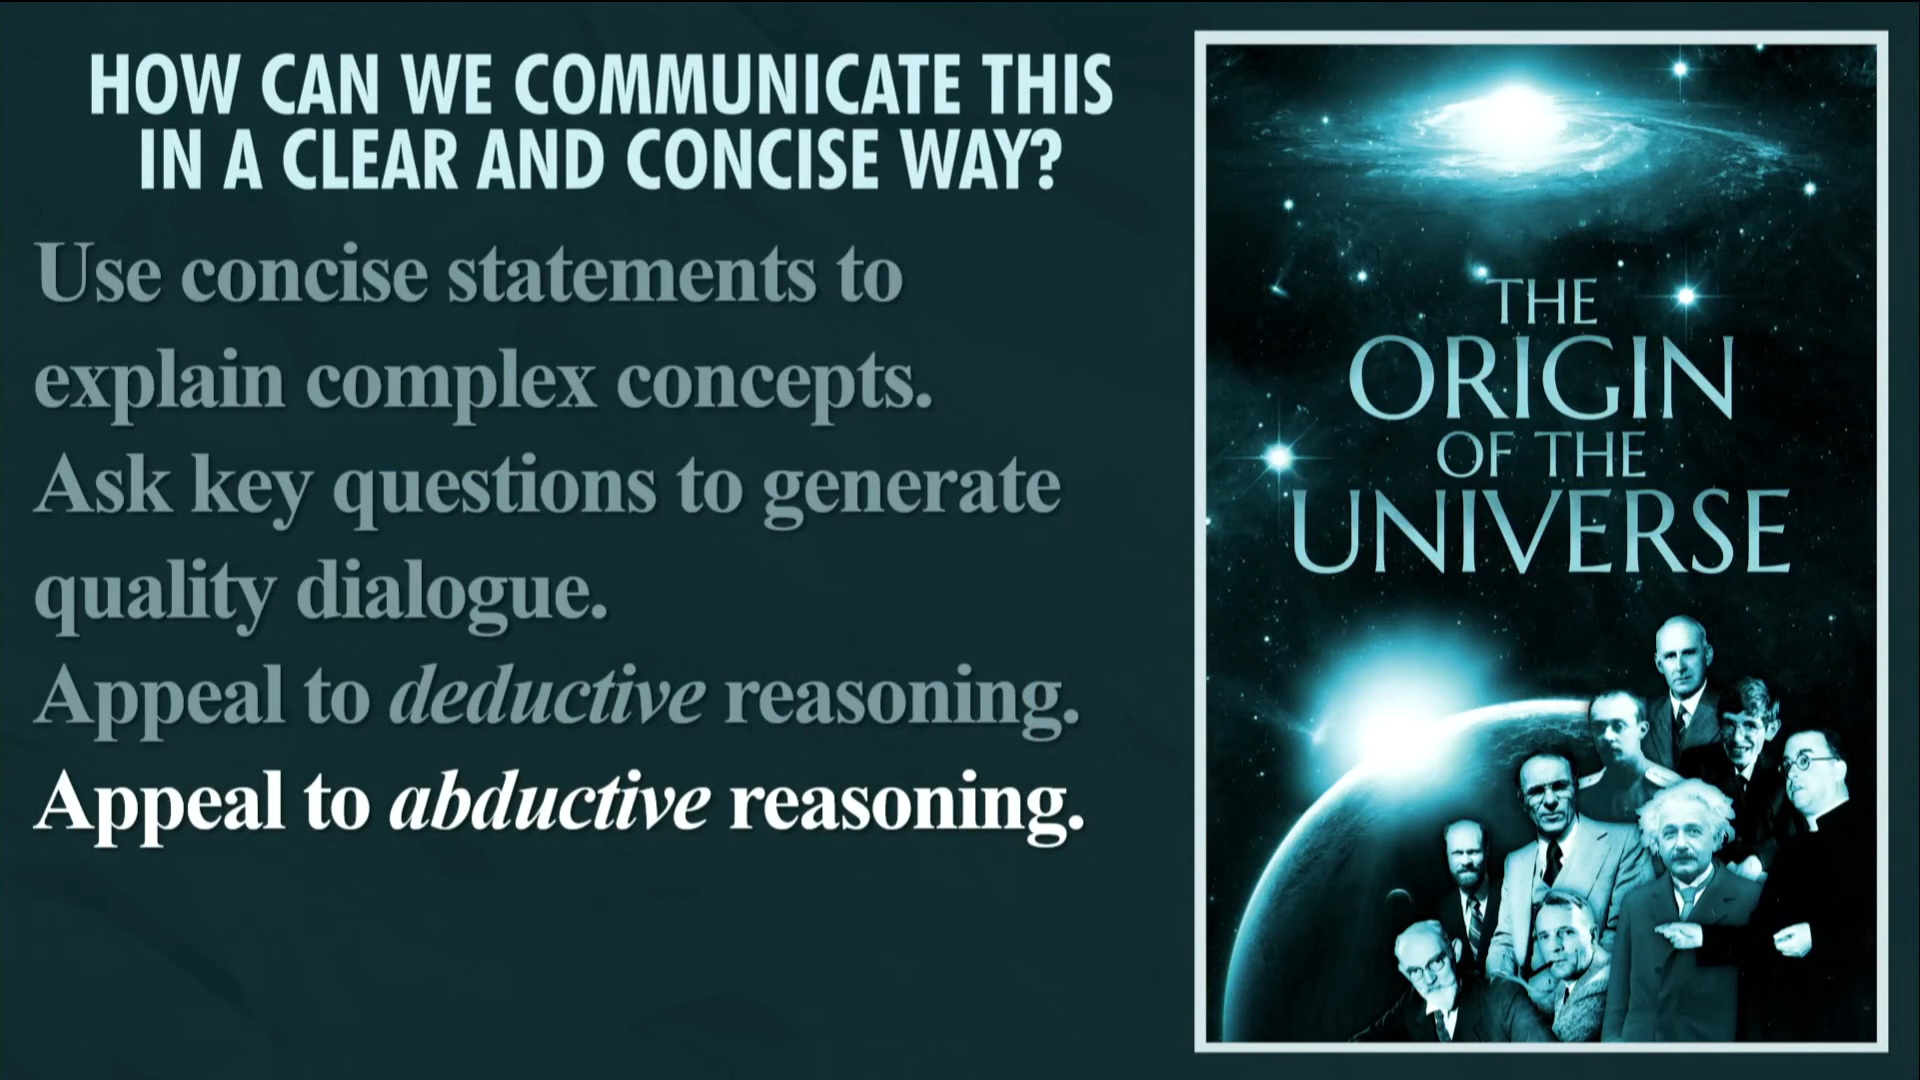 HOW CAN WE COMMUNICATE THIS
IN A CLEAR AND CONCISE WAY?
Use concise statements to
explain complex concepts.
Ask key questions to generate
quality dialogue.
Appeal to deductive reasoning.
Appeal to abductive reasoning.
THE
ORIGIN
OF THE
UNIVERSE